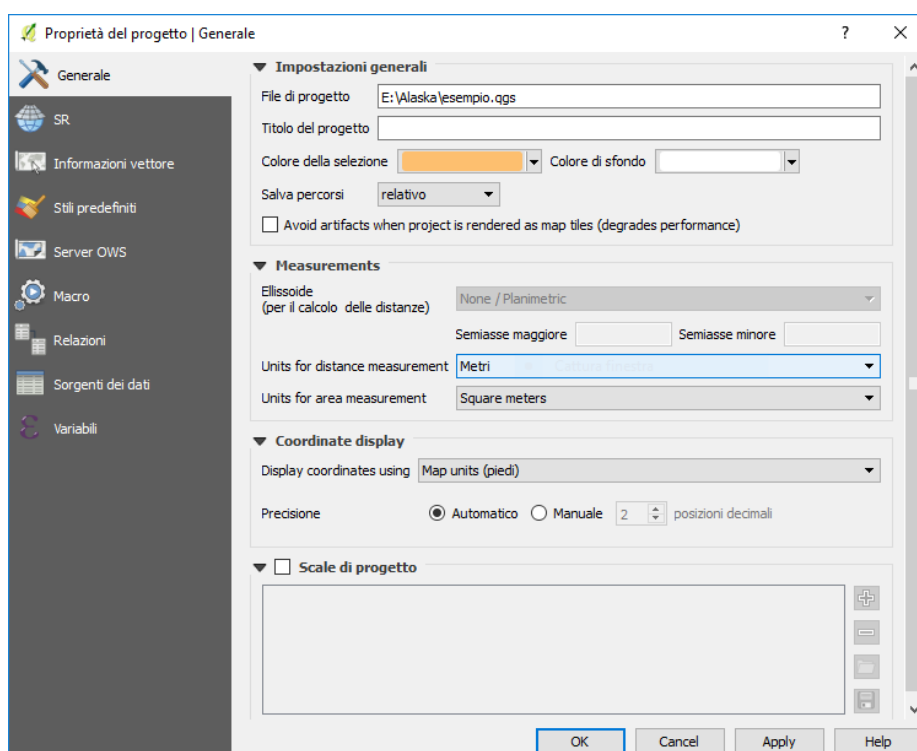 Proprietà del progetto | Generale ? ×
Generale
SR
Informazioni vettore
Stili predefiniti
Server OWS
Macro
Relazioni
Sorgenti dei dati
Variabili
Impostazioni generali
File di progetto E:\Alaska\esempio.qgs
Titolo del progetto
Colore della selezione Colore di sfondo
Salva percorsi relativo
Avoid artifacts when project is rendered as map tiles (degrades performance)
Measurements
Ellissoide
(per il calcolo delle distanze) None / Planimetric
Semiasse maggiore Semiasse minore
Units for distance measurement Metri Cattura finestra
Units for area measurement Square meters
Coordinate display
Display coordinates using Map units (piedi)
Precisione Automatico Manuale 2 posizioni decimali
Scale di progetto
OK Cancel Apply Help